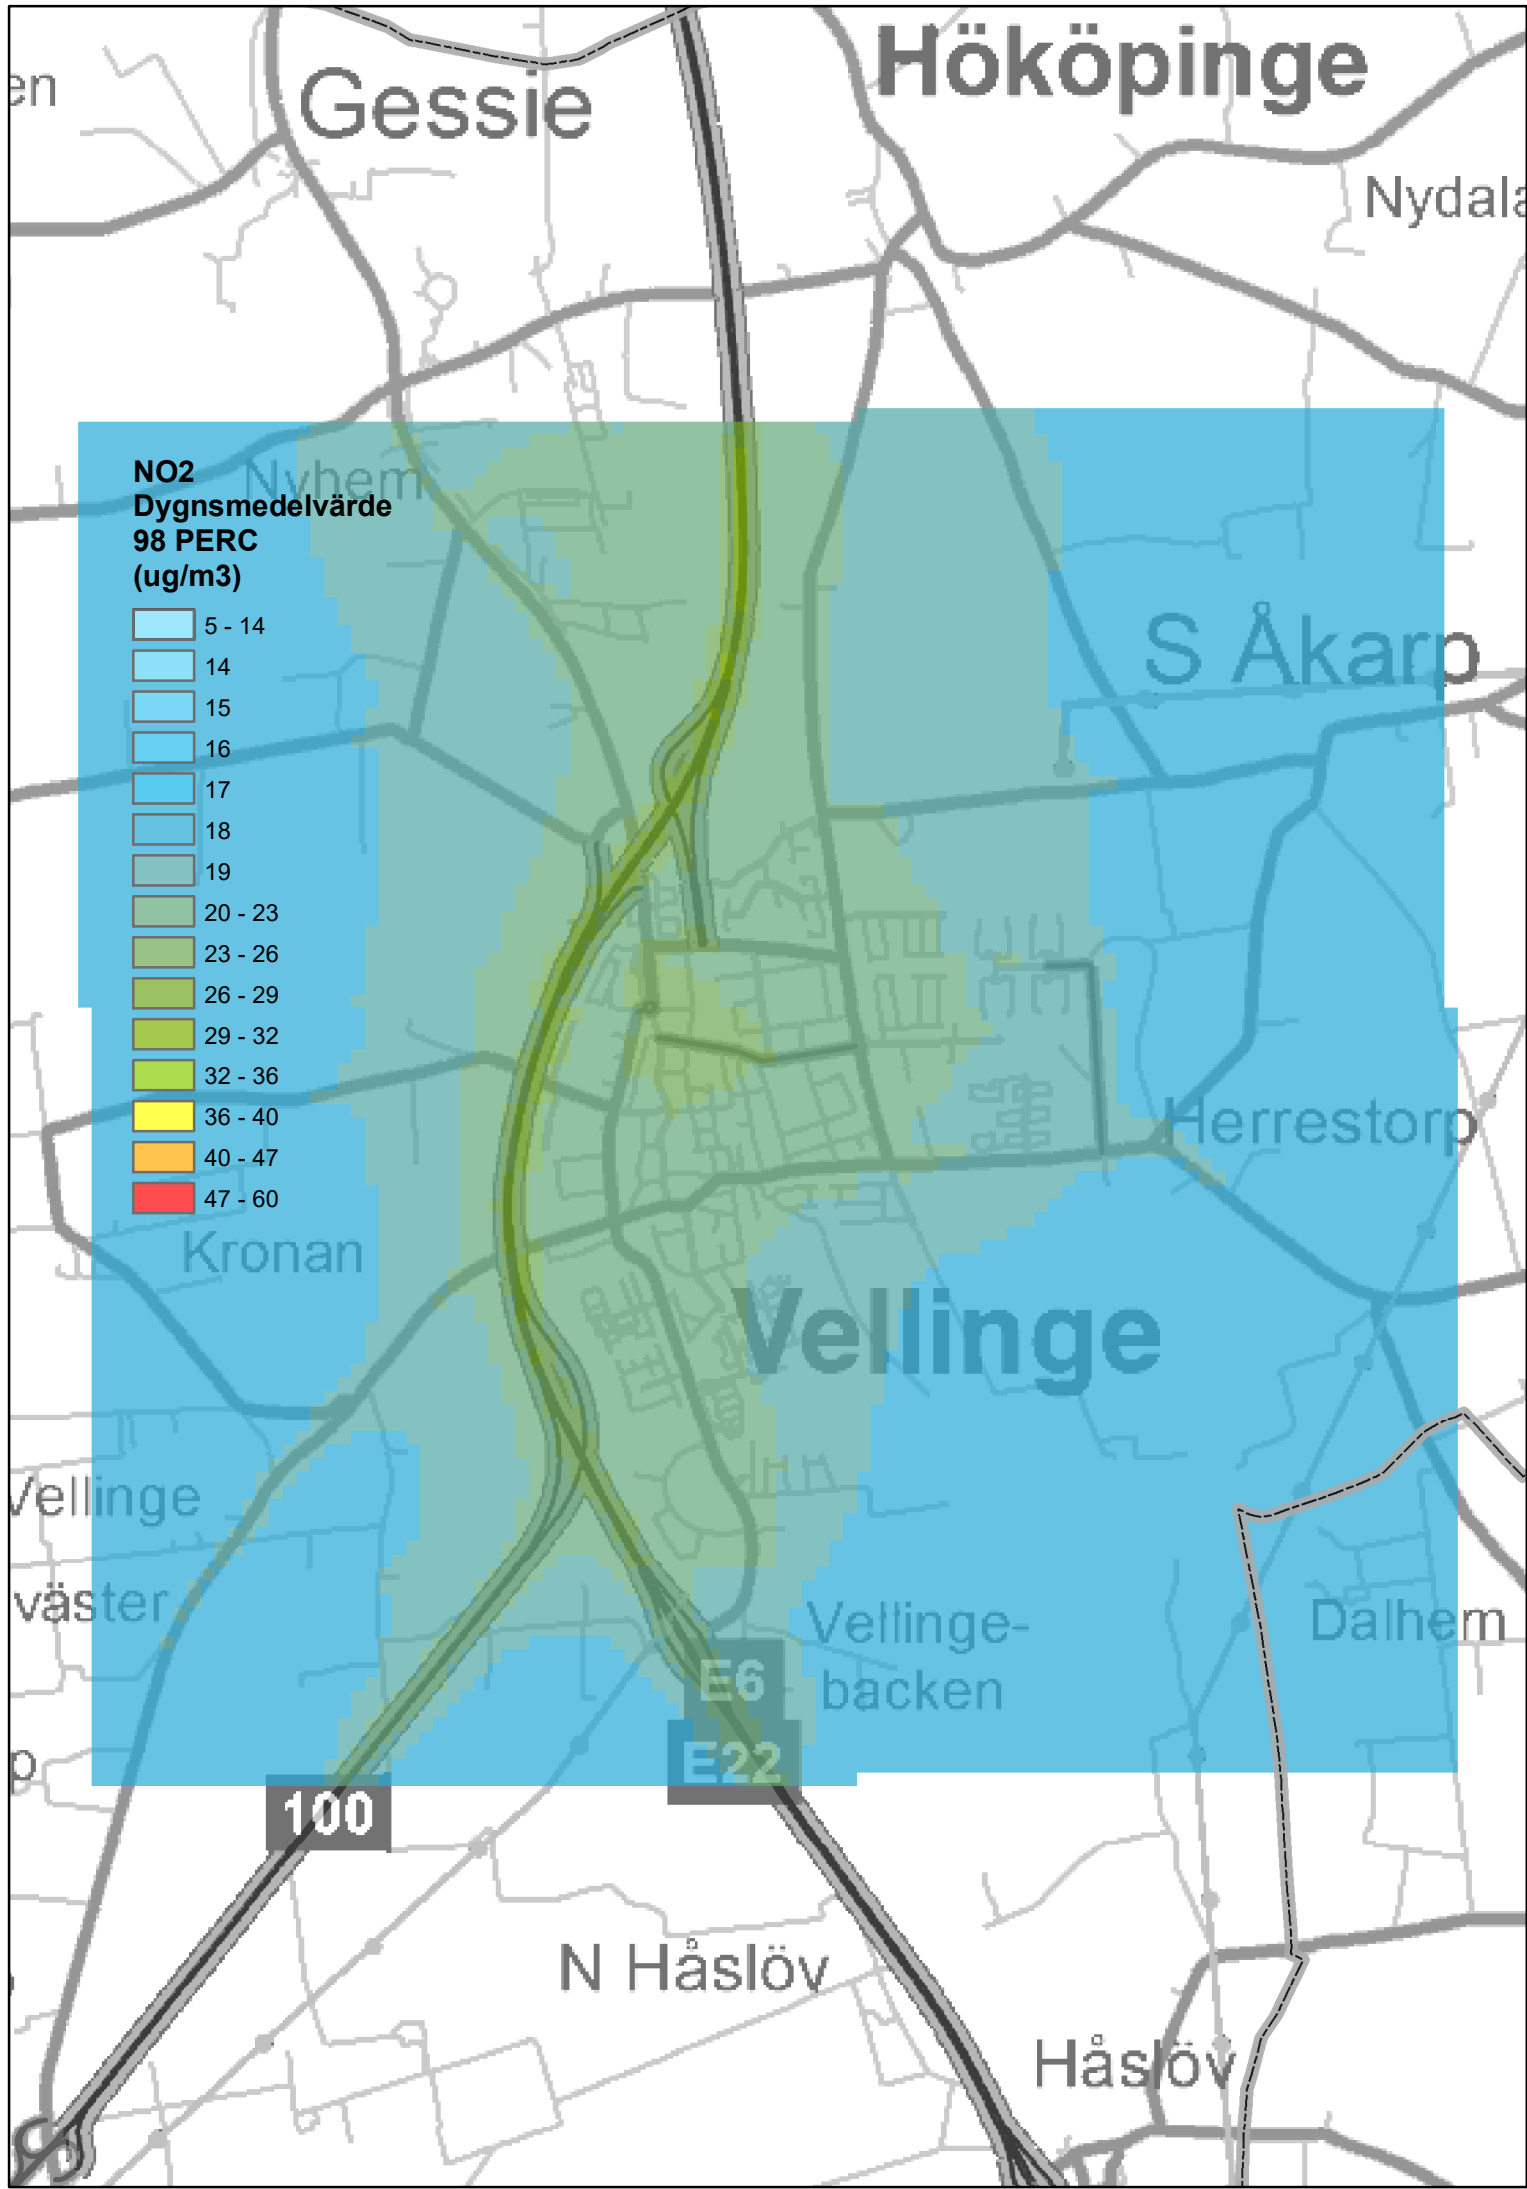 Hököpinge
en
Gessie
Nydala
Nyhem
NO2
Dygnsmedelvärde
98 PERC
(ug/m3)
5 - 14
14
15
16
17
18
19
20 - 23
23 - 26
26 - 29
29 - 32
32 - 36
36 - 40
40 - 47
47 - 60
S Åkarp
Herrestorp
Kronan
Vellinge
Vellinge
väster
Vellinge-
backen
Dalhem
E6
E22
p
100
N Håslöv
Håslöv